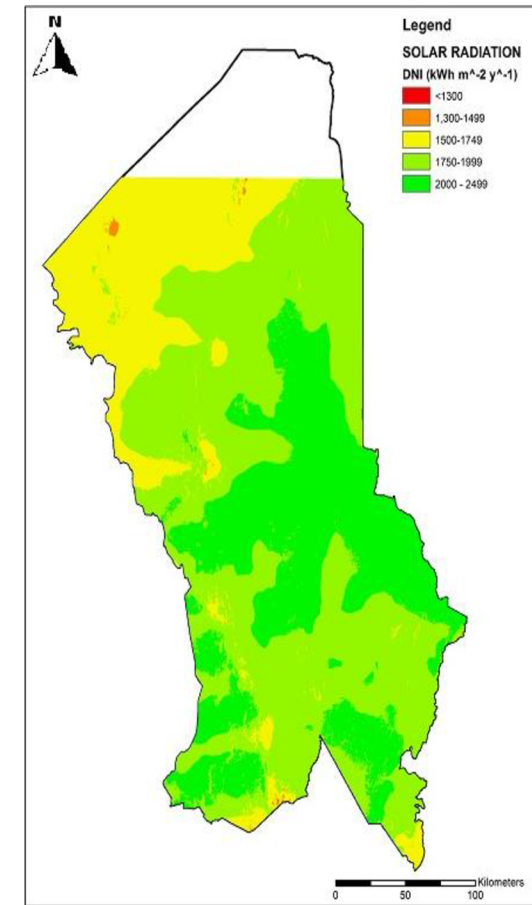 N
Legend
SOLAR RADIATION
DNI (kWh m^-2 y^-1)
<1300
1,300-1499
1500-1749
1750-1999
2000 - 2499
Kilometers
0 50 100